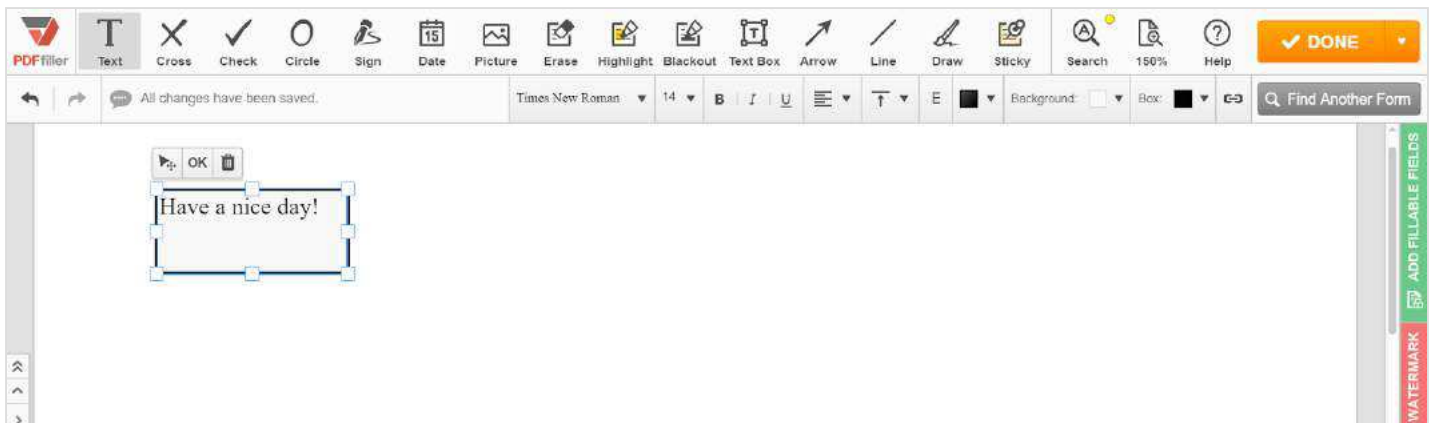 PDFfiller
Text
Cross
Check
Circle
Sign
15
Date
Picture
Erase
Highlight
Blackout
T
Text Box
Arrow
Line
Draw
Sticky
A
Search
150%
?
Help
DONE
All changes have been saved.
Times New Roman
14
B
I
U
E
Background:
Box:
Find Another Form
OK
Have a nice day!
ADD FILLABLE FIELDS
WATERMARK